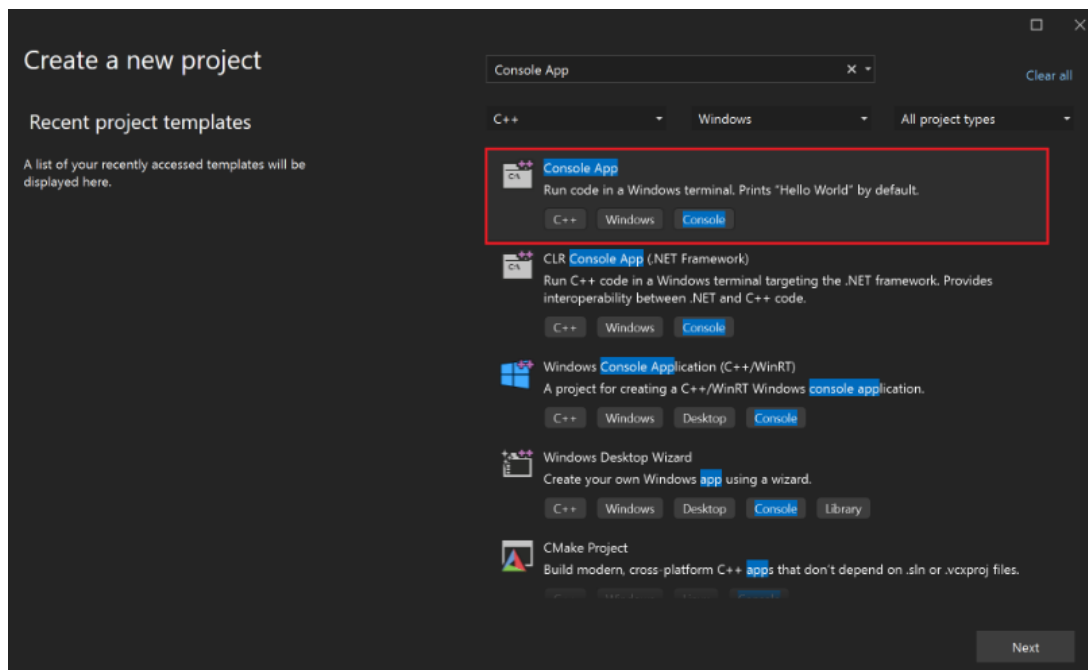 Create a new project
Recent project templates
A list of your recently accessed templates will
be displayed here.
Console App
Clear all
C++
Windows
All project types
Console App
Run code in a Windows terminal. Prints "Hello World" by default.
C++ Windows Console
CLR Console App (.NET Framework)
Run C++ code in a Windows terminal targeting the .NET framework. Provides
interoperability between .NET and C++ code.
C++ Windows Console
Windows Console Application (C++/WinRT)
A project for creating a C++/WinRT Windows console application.
C++ Windows Desktop Console
Windows Desktop Wizard
Create your own Windows app using a wizard.
C++ Windows Desktop Console Library
CMake Project
Build modern, cross-platform C++ apps that don't depend on .sln or .vcxproj files.
C++ Windows Linux Console
Next